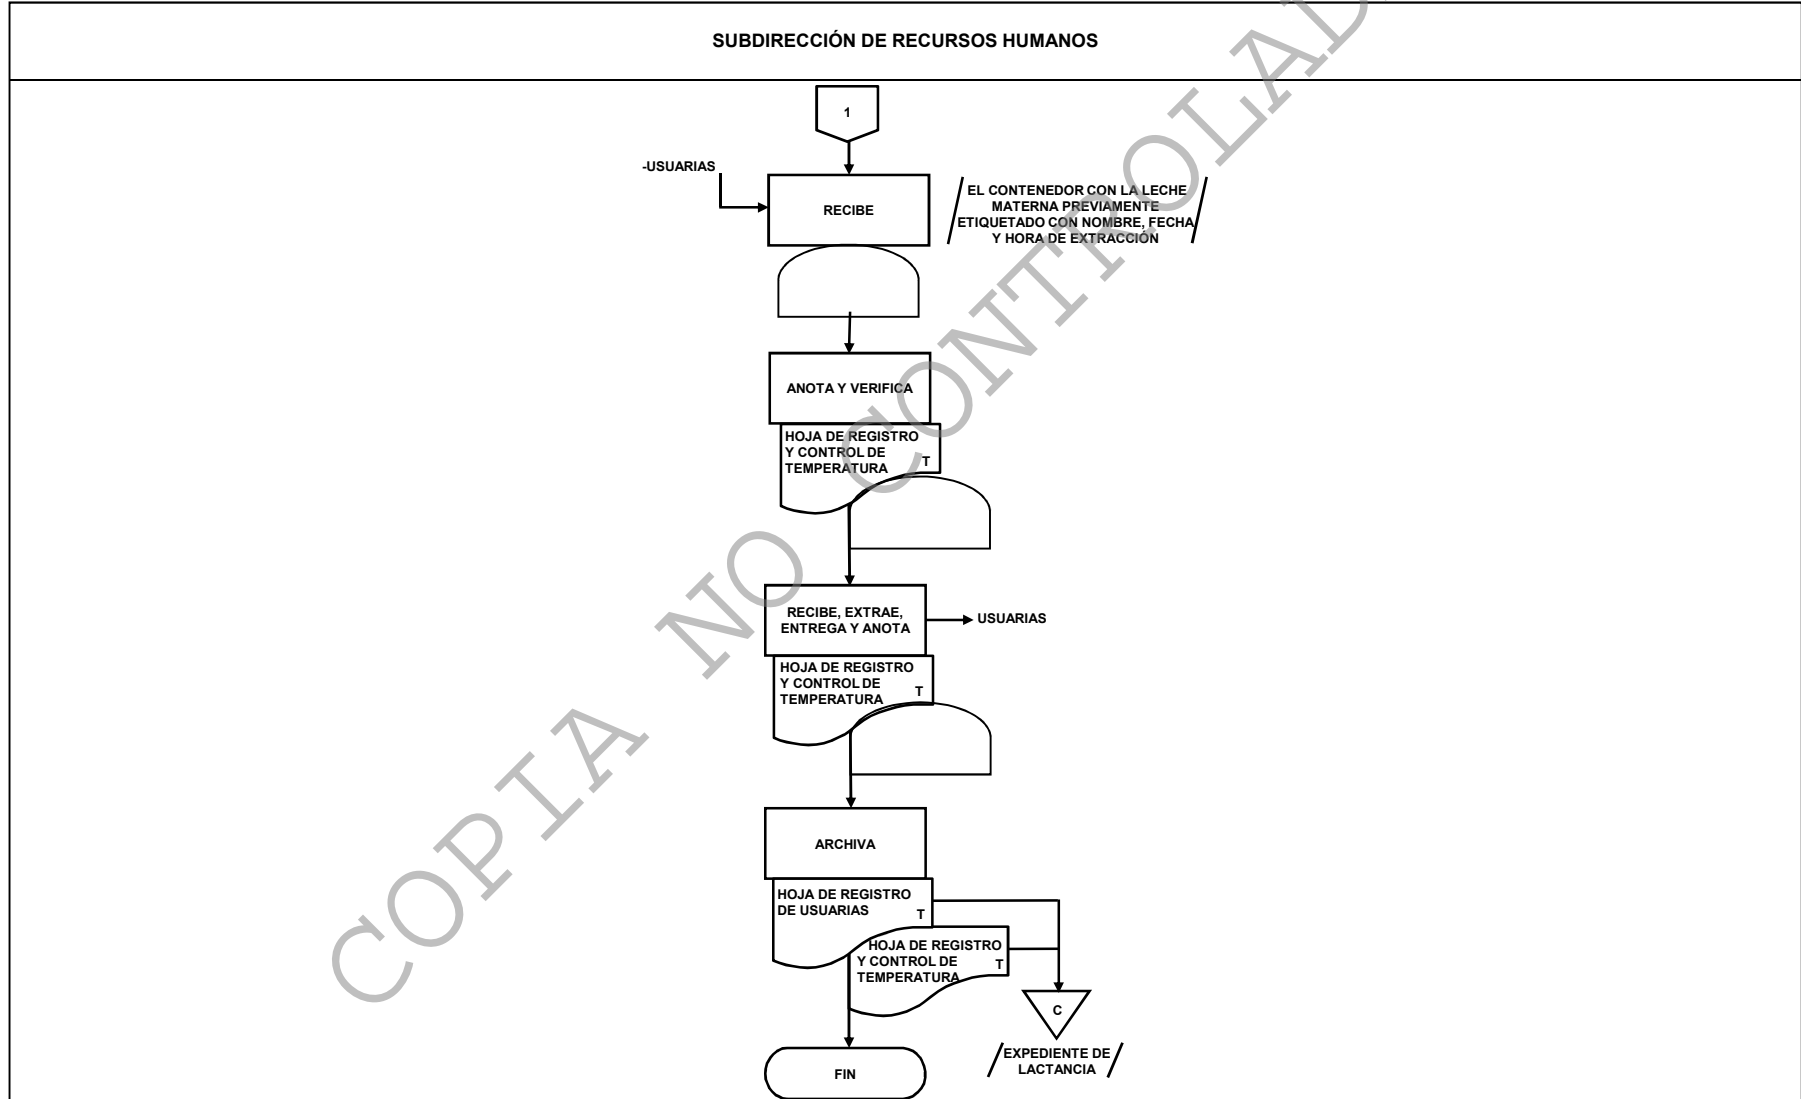 SUBDIRECCIÓN DE RECURSOS HUMANOS
1
-USUARIAS
RECIBE
EL CONTENEDOR CON LA LECHE
MATERNA PREVIAMENTE
ETIQUETADO CON NOMBRE, FECHA
Y HORA DE EXTRACCIÓN
ANOTA Y VERIFICA
HOJA DE REGISTRO
Y CONTROL DE
TEMPERATURA T
RECIBE, EXTRAE,
ENTREGA Y ANOTA
USUARIAS
HOJA DE REGISTRO
Y CONTROL DE
TEMPERATURA T
ARCHIVA
HOJA DE REGISTRO
DE USUARIAS T
HOJA DE REGISTRO
Y CONTROL DE
TEMPERATURA T
C
EXPEDIENTE DE
LACTANCIA
FIN
COPIA NO CONTROLAD